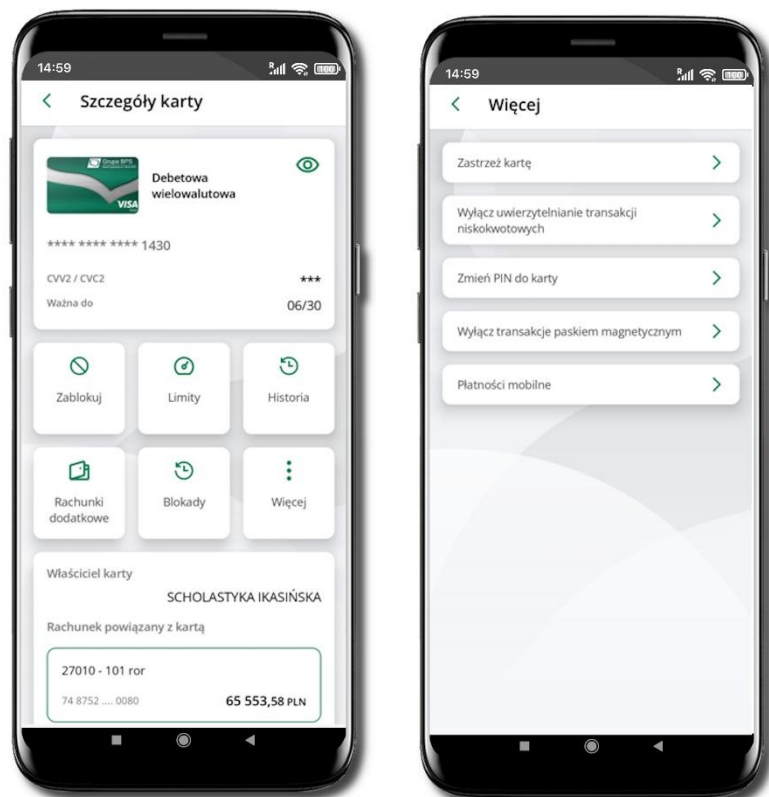 14:59
Szczegóły karty
Grupa BPS
Debetowa
wielowalutowa
VISA
**** **** **** 1430
CVV2 / CVC2 ***
Ważna do 06/30
Zablokuj Limity Historia
Rachunki
dodatkowe
Blokady Więcej
Właściciel karty
SCHOLASTYKA IKASIŃSKA
Rachunek powiązany z kartą
27010 - 101 ror
74 8752 .... 0080 65 553,58 PLN
14:59
Więcej
Zastrzeż kartę
Wyłącz uwierzytelnianie transakcji
niskokwotowych
Zmień PIN do karty
Wyłącz transakcje paskiem magnetycznym
Płatności mobilne